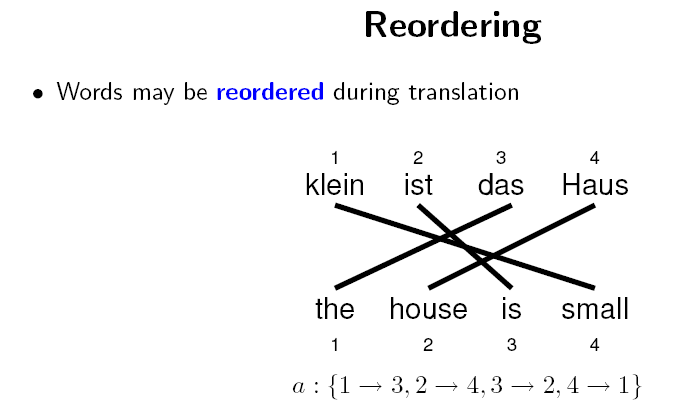 Reordering
• Words may be reordered during translation
1 2 3 4
klein ist das Haus
the house is small
1 2 3 4
a : {1 → 3, 2 → 4, 3 → 2, 4 → 1}